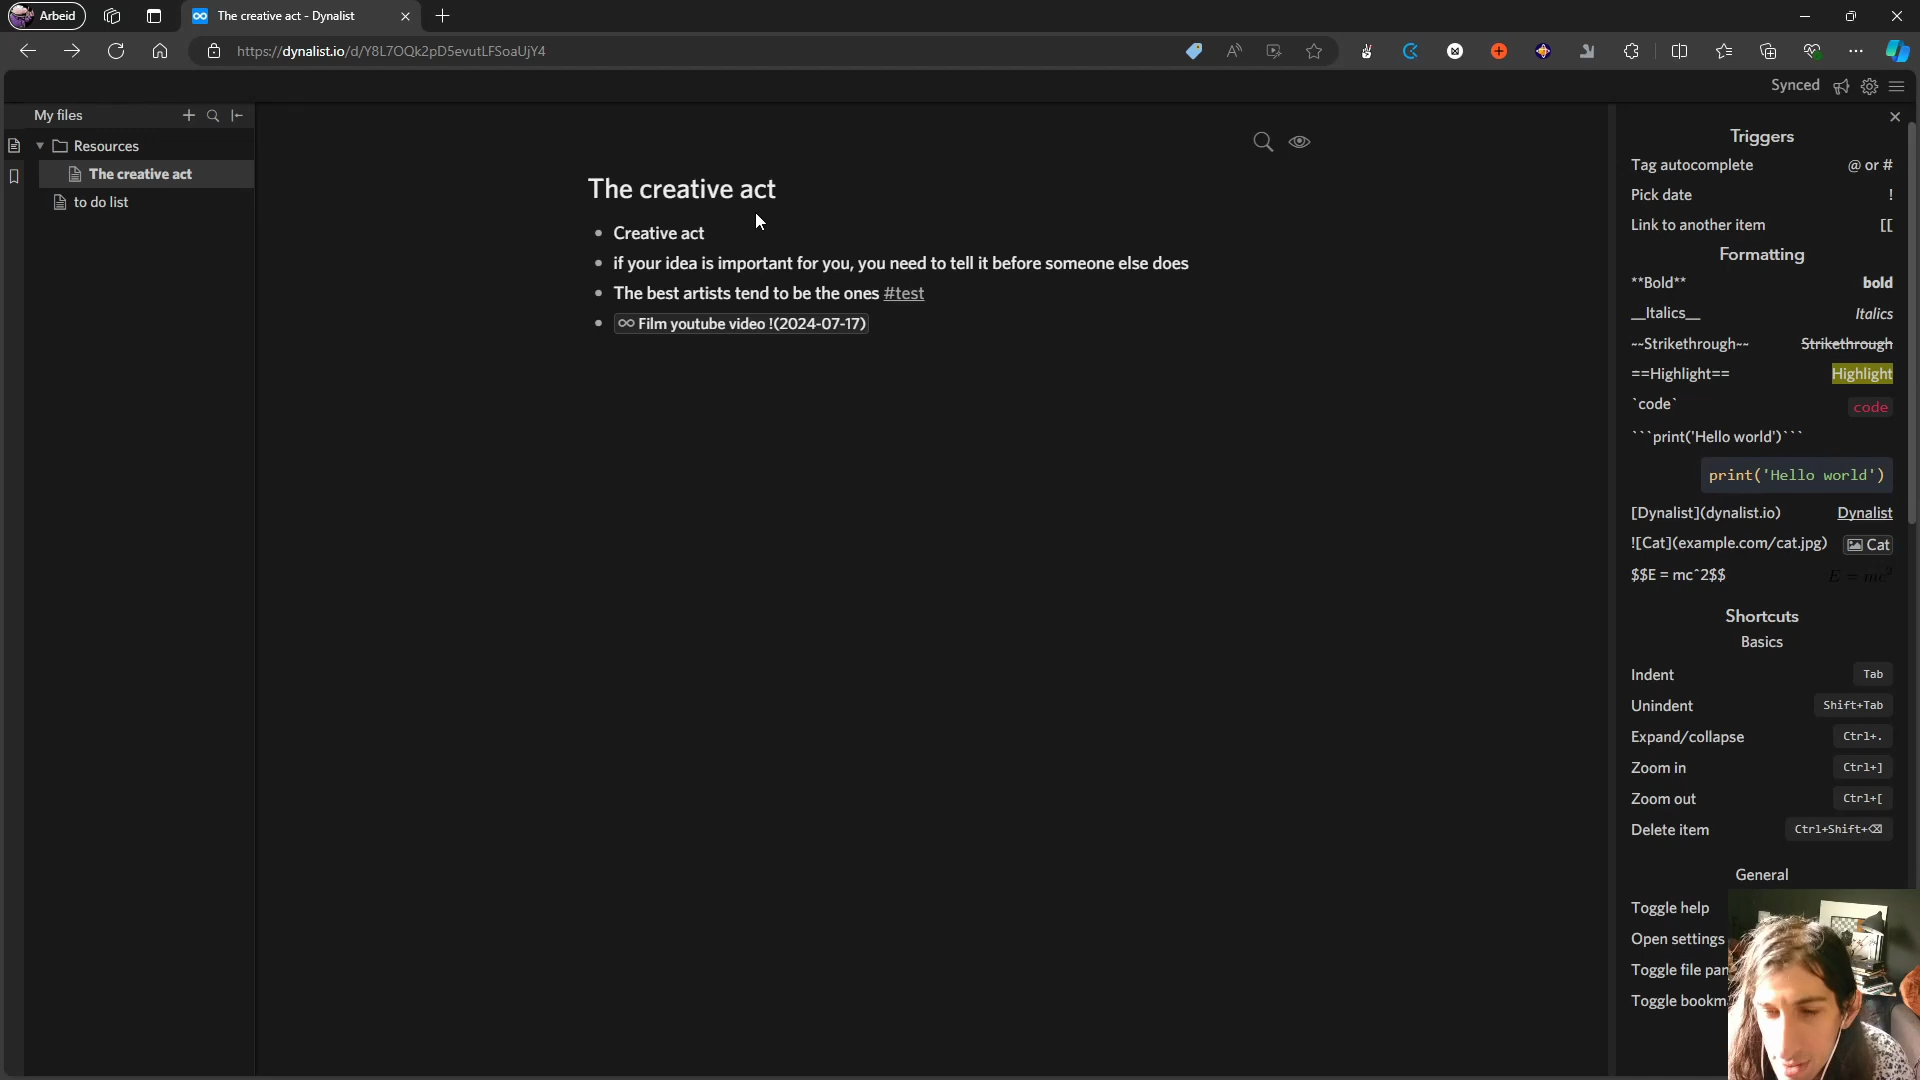 Arbeid
The creative act - Dynalist
https://dynalist.io/d/Y8L7OQk2pD5evutLFSoaUjY4
Synced
My files
Resources
The creative act
to do list
The creative act
Creative act
if your idea is important for you, you need to tell it before someone else does
The best artists tend to be the ones #test
Film youtube video !(2024-07-17)
Triggers
Tag autocomplete @ or #
Pick date !
Link to another item [[
Formatting
**Bold** bold
__Italics__ Italics
~~Strikethrough~~ Strikethrough
==Highlight== Highlight
`code` code
```print('Hello world')```
print('Hello world')
[Dynalist](dynalist.io) Dynalist
![Cat](example.com/cat.jpg) Cat
$$E = mc^2$$ E = mc²
Shortcuts
Basics
Indent Tab
Unindent Shift+Tab
Expand/collapse Ctrl+.
Zoom in Ctrl+]
Zoom out Ctrl+[
Delete item Ctrl+Shift+⌫
General
Toggle help
Open settings
Toggle file pan
Toggle bookm